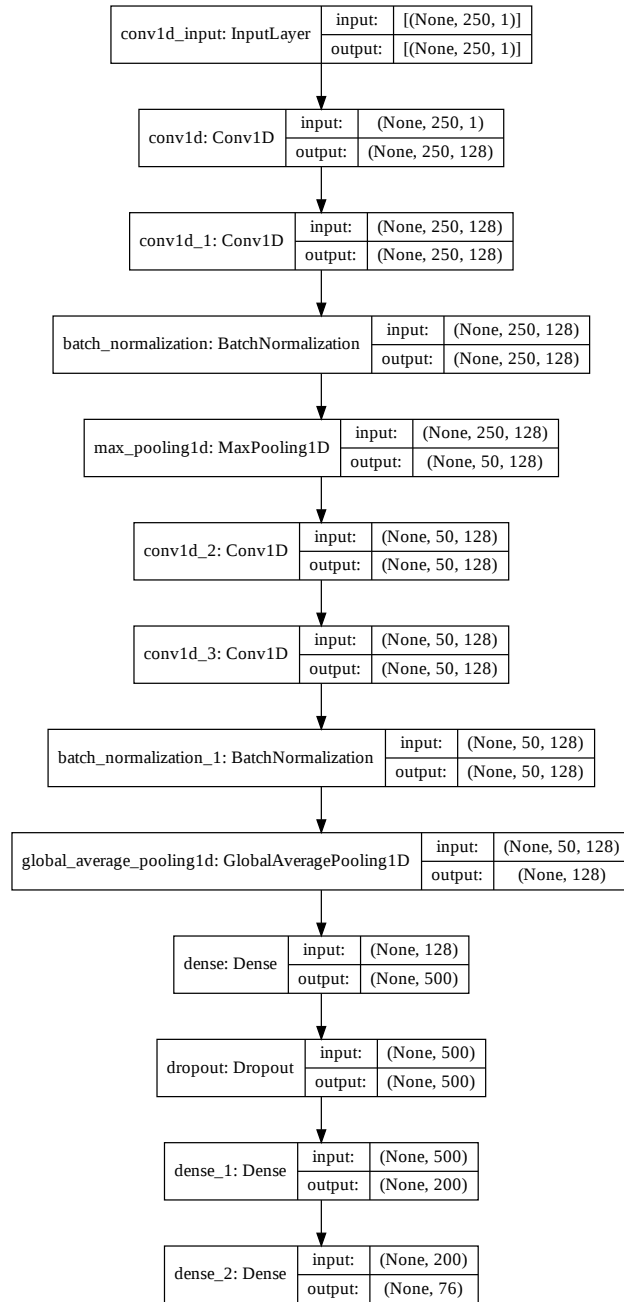 conv1d_input: InputLayer
input: [(None, 250, 1)]
output: [(None, 250, 1)]
conv1d: Conv1D
input: (None, 250, 1)
output: (None, 250, 128)
conv1d_1: Conv1D
input: (None, 250, 128)
output: (None, 250, 128)
batch_normalization: BatchNormalization
input: (None, 250, 128)
output: (None, 250, 128)
max_pooling1d: MaxPooling1D
input: (None, 250, 128)
output: (None, 50, 128)
conv1d_2: Conv1D
input: (None, 50, 128)
output: (None, 50, 128)
conv1d_3: Conv1D
input: (None, 50, 128)
output: (None, 50, 128)
batch_normalization_1: BatchNormalization
input: (None, 50, 128)
output: (None, 50, 128)
global_average_pooling1d: GlobalAveragePooling1D
input: (None, 50, 128)
output: (None, 128)
dense: Dense
input: (None, 128)
output: (None, 500)
dropout: Dropout
input: (None, 500)
output: (None, 500)
dense_1: Dense
input: (None, 500)
output: (None, 200)
dense_2: Dense
input: (None, 200)
output: (None, 76)